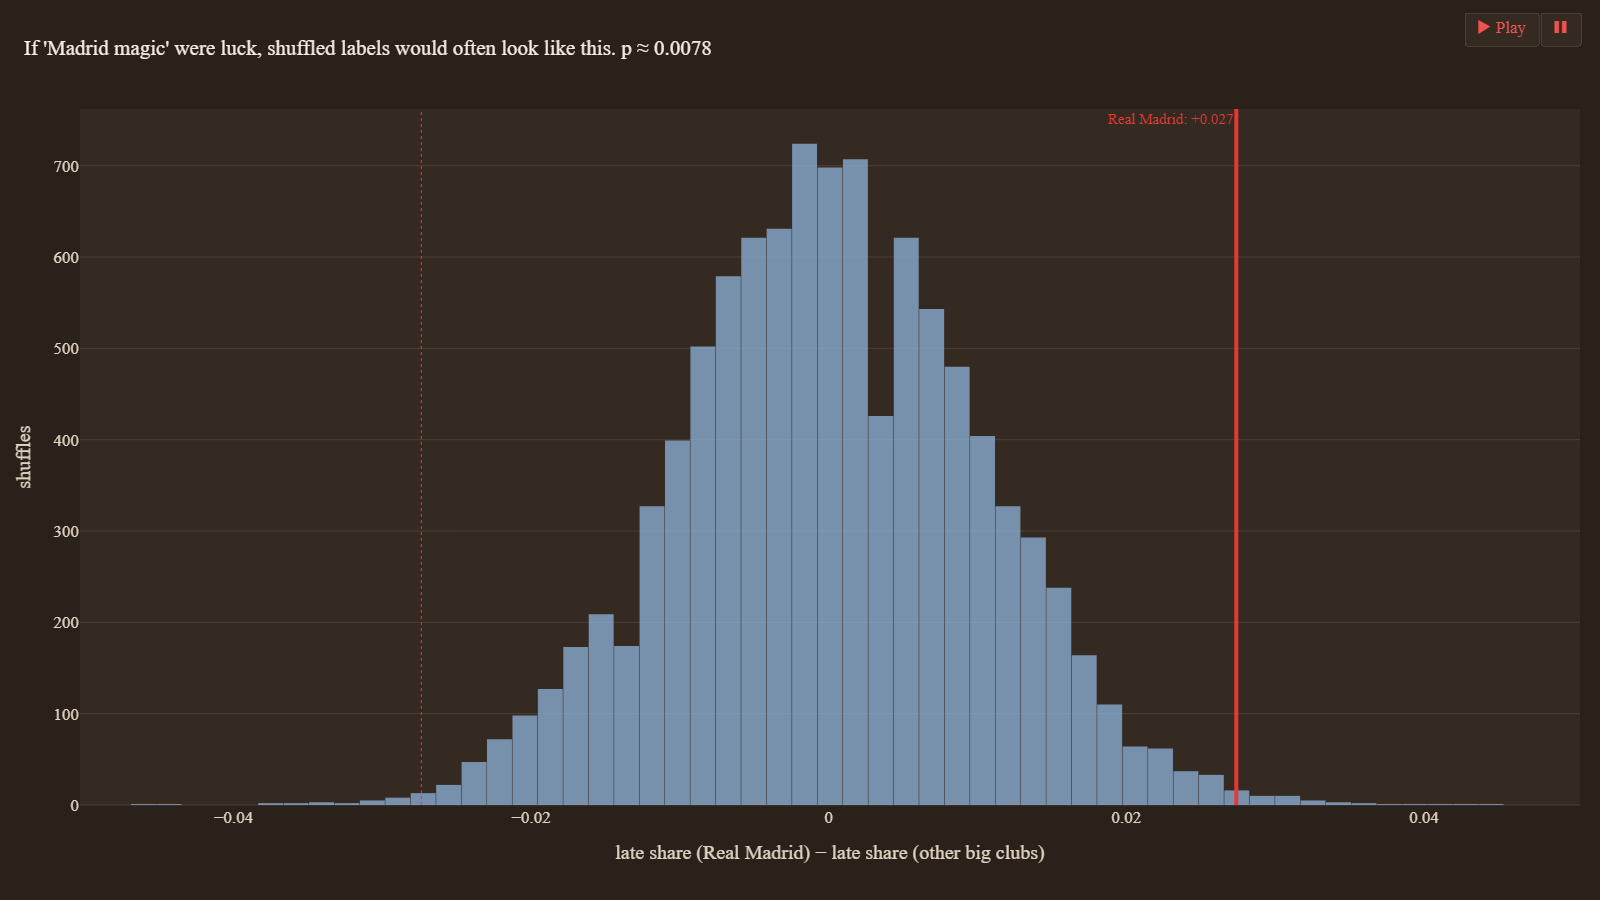 If 'Madrid magic' were luck, shuffled labels would often look like this. p ≈ 0.0078
▶ Play
Real Madrid: +0.027
700
600
500
400
300
200
100
0
shuffles
−0.04
−0.02
0
0.02
0.04
late share (Real Madrid) − late share (other big clubs)